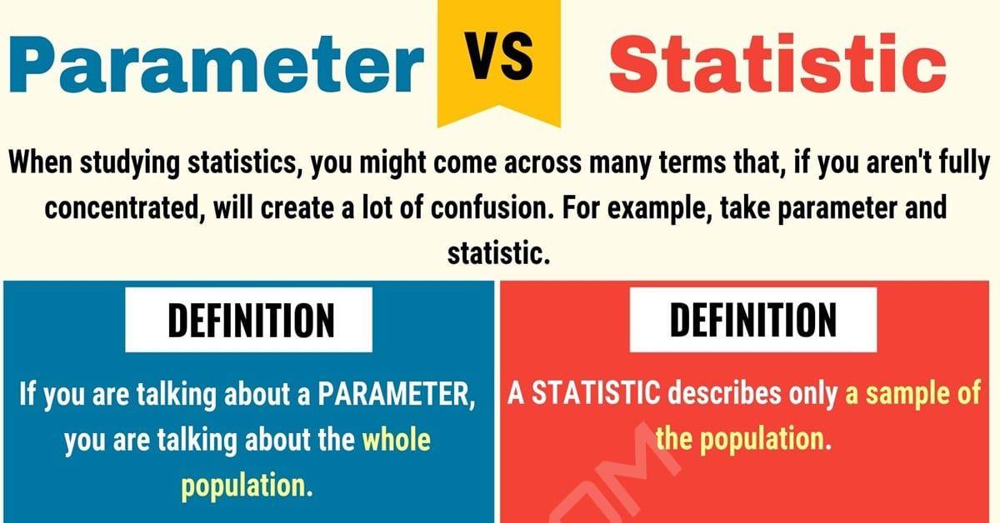 Parameter VS Statistic
When studying statistics, you might come across many terms that, if you aren't fully
concentrated, will create a lot of confusion. For example, take parameter and
statistic.
DEFINITION
If you are talking about a PARAMETER,
you are talking about the whole
population.
DEFINITION
A STATISTIC describes only a sample of
the population.